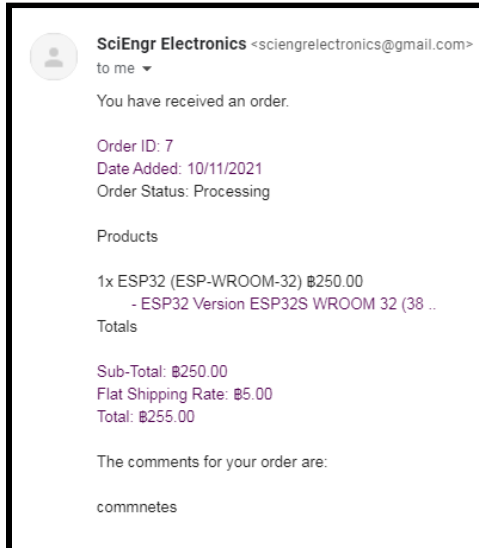 SciEngr Electronics <sciengrelectronics@gmail.com>
to me
You have received an order.
Order ID: 7
Date Added: 10/11/2021
Order Status: Processing
Products
1x ESP32 (ESP-WROOM-32) ฿250.00
- ESP32 Version ESP32S WROOM 32 (38 ..
Totals
Sub-Total: ฿250.00
Flat Shipping Rate: ฿5.00
Total: ฿255.00
The comments for your order are:
commnetes